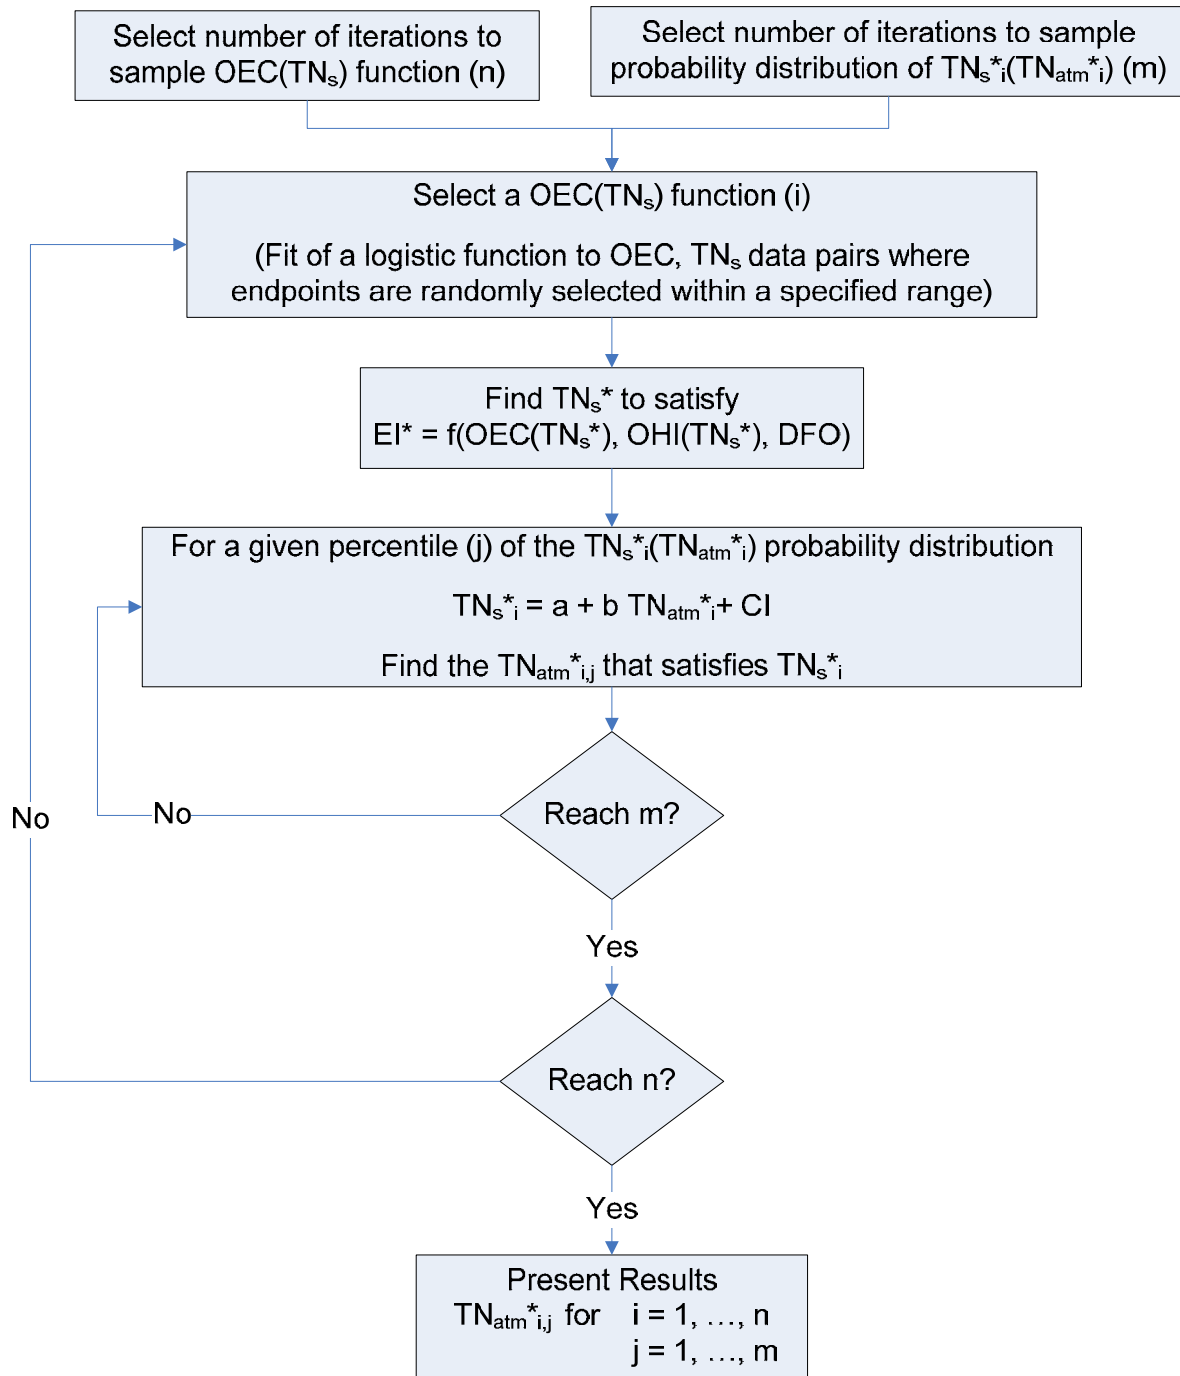 Select number of iterations to
sample OEC(TNs) function (n)
Select number of iterations to sample
probability distribution of TNs*i(TNatm*i) (m)
Select a OEC(TNs) function (i)
(Fit of a logistic function to OEC, TNs data pairs where
endpoints are randomly selected within a specified range)
Find TNs* to satisfy
EI* = f(OEC(TNs*), OHI(TNs*), DFO)
For a given percentile (j) of the TNs*i(TNatm*i) probability distribution
TNs*i = a + b TNatm*i+ CI
Find the TNatm*i,j that satisfies TNs*i
Reach m?
No
No
Yes
Reach n?
Yes
Present Results
TNatm*i,j for i = 1, …, n
j = 1, …, m